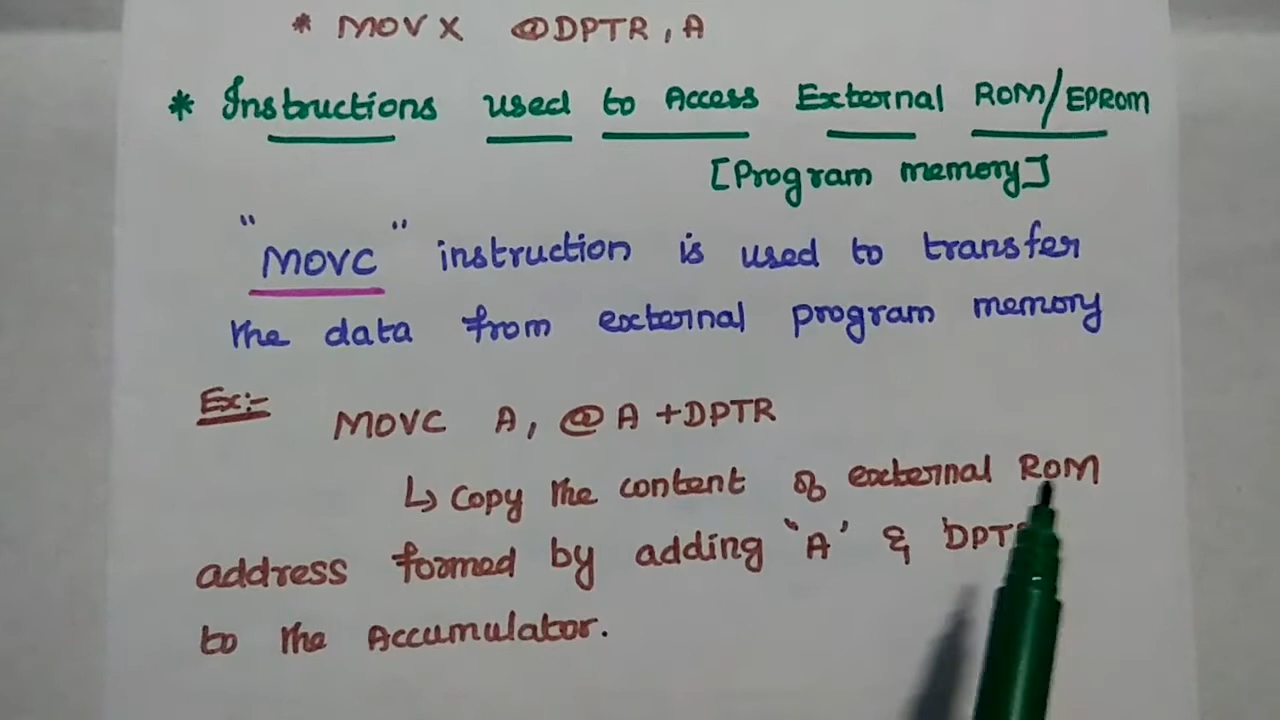 * MOVX @DPTR, A
* Instructions used to Access External ROM/EPROM
[Program memory]
"MOVC" instruction is used to transfer
the data from external program memory
Ex:- MOVC A, @A+DPTR
↳ Copy the content of external ROM
address formed by adding "A' & 'DPT
to the Accumulator.